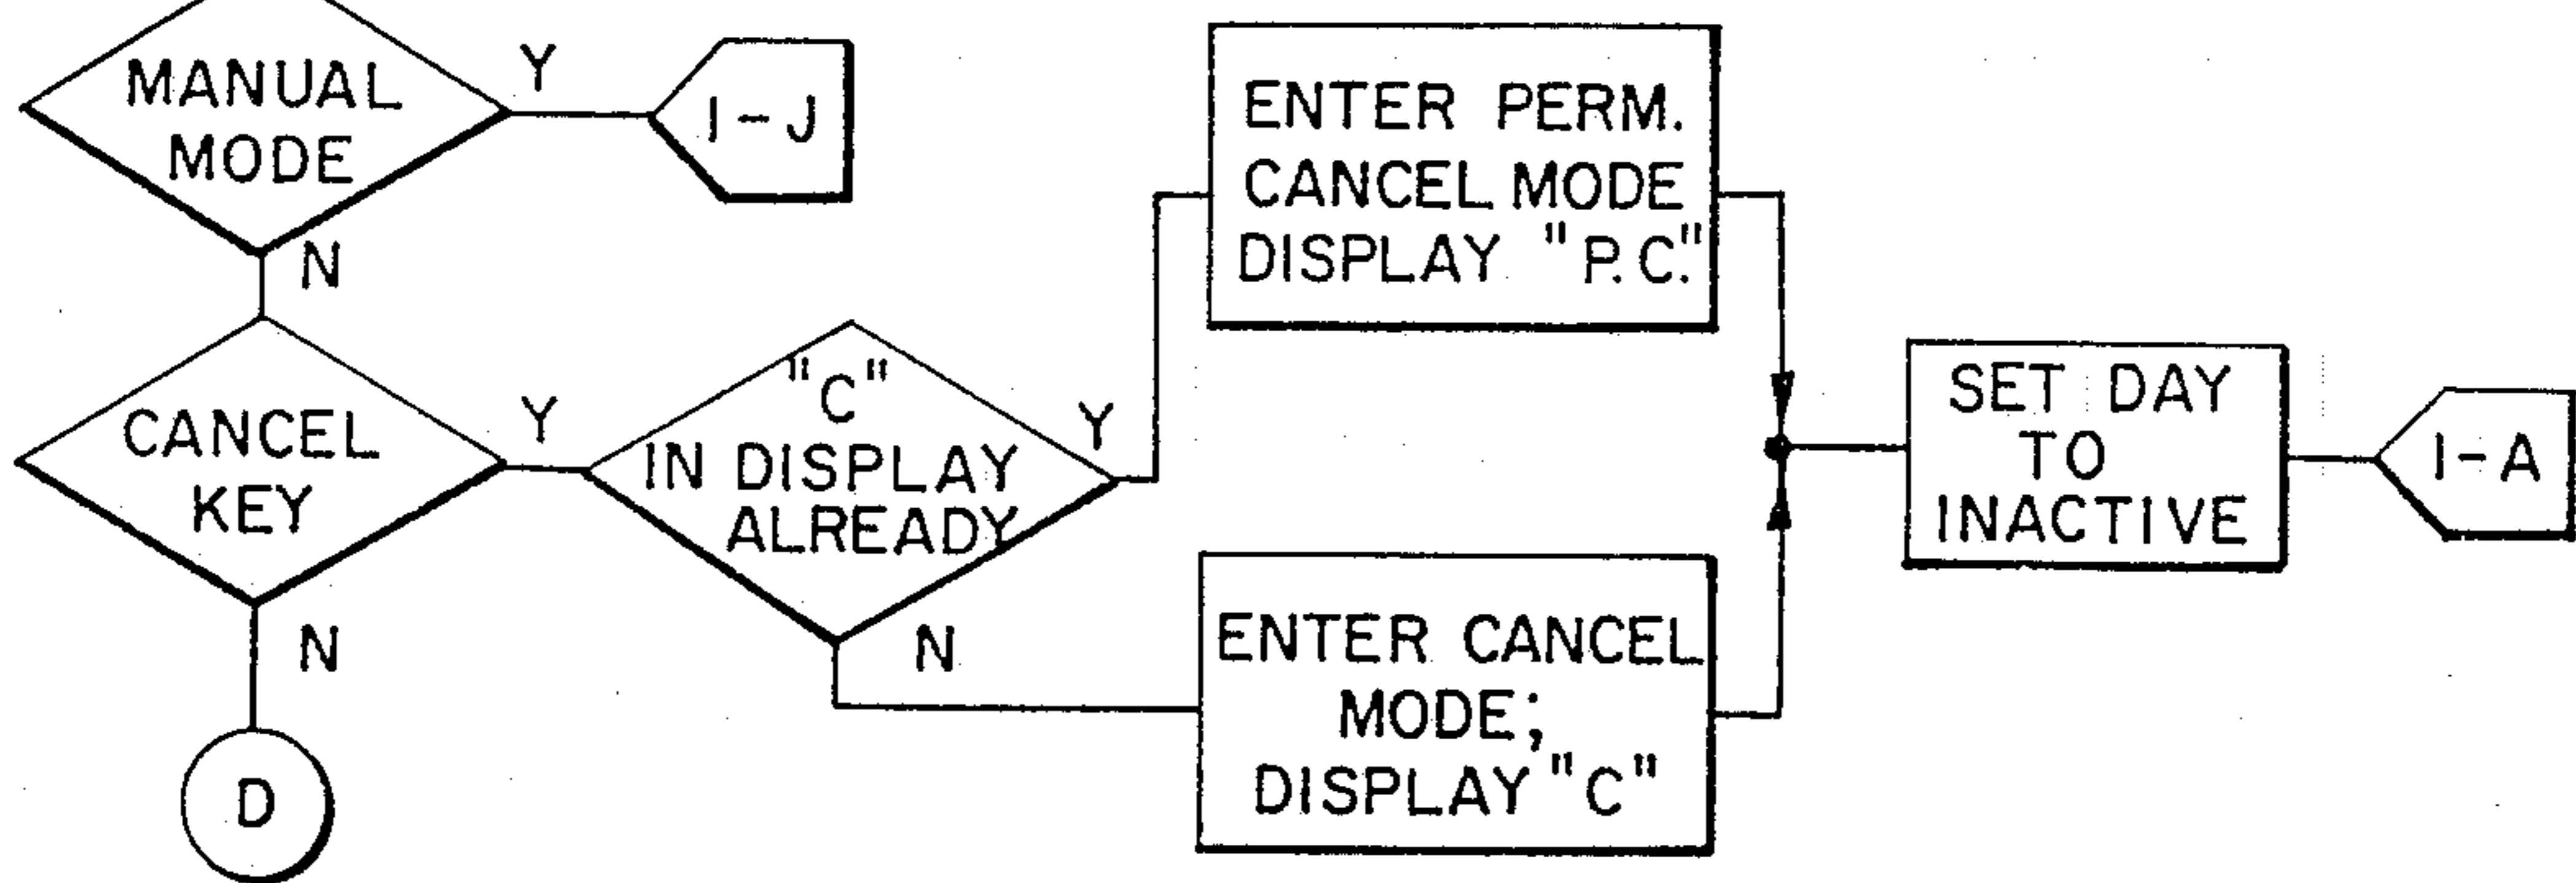 MANUAL
MODE
Y
I-J
N
CANCEL
KEY
Y
N
D
"C"
IN DISPLAY
ALREADY
Y
N
ENTER PERM.
CANCEL MODE
DISPLAY "P.C."
ENTER CANCEL
MODE;
DISPLAY "C"
SET DAY
TO
INACTIVE
I-A